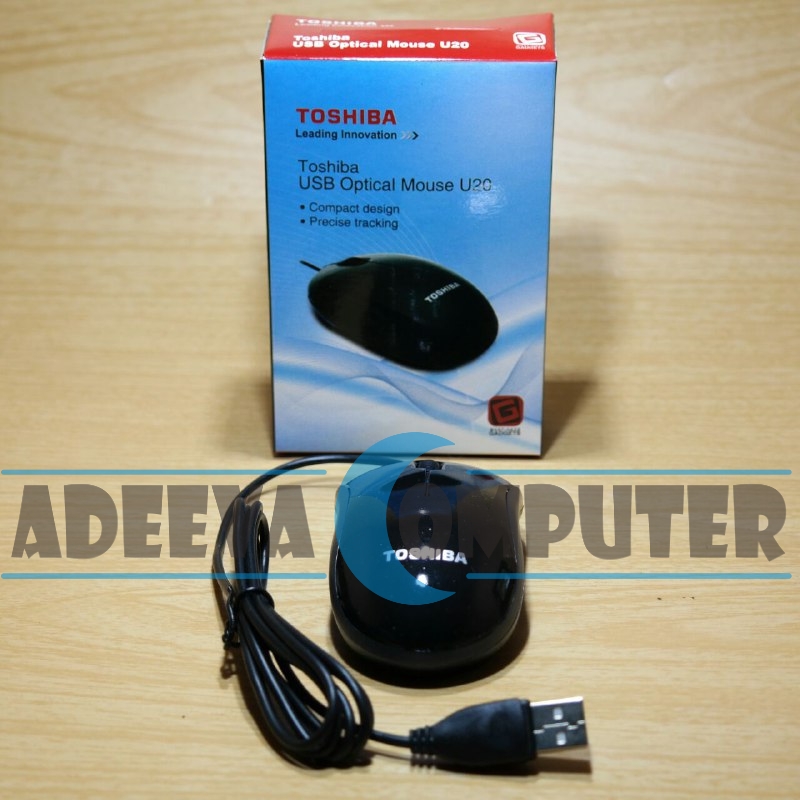 Toshiba
USB Optical Mouse U20
TOSHIBA
Leading Innovation >>>
Toshiba
USB Optical Mouse U20
• Compact design
• Precise tracking
TOSHIBA
ADEEVA COMPUTER
TOSHIBA